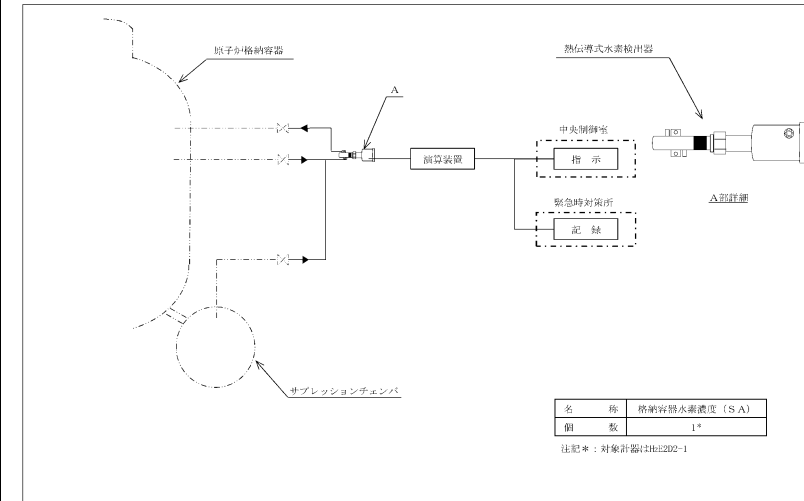 原子炉格納容器
熱伝導式水素検出器
A
中央制御室
演算装置
指 示
A部詳細
緊急時対策所
記 録
サプレッションチェンバ
名 称 格納容器水素濃度（ＳＡ）
個 数 1*
注記＊：対象計器はH2E2D2-1